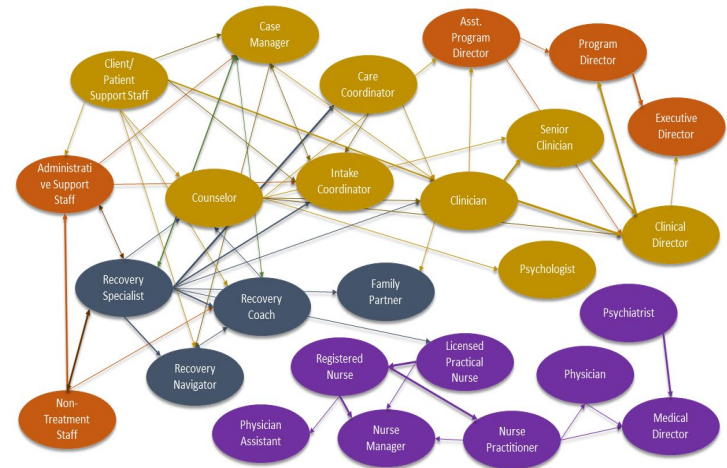 Case
Manager
Asst.
Program
Director
Program
Director
Client/
Patient
Support Staff
Care
Coordinator
Executive
Director
Senior
Clinician
Administrati
ve Support
Staff
Counselor
Intake
Coordinator
Clinician
Clinical
Director
Psychologist
Recovery
Specialist
Recovery
Coach
Family
Partner
Psychiatrist
Recovery
Navigator
Registered
Nurse
Licensed
Practical
Nurse
Physician
Non-
Treatment
Staff
Physician
Assistant
Nurse
Manager
Nurse
Practitioner
Medical
Director